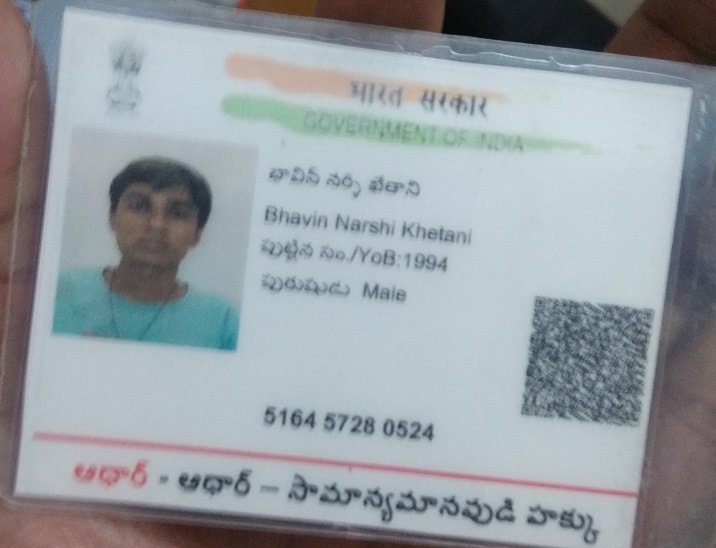 भारत सरकार
GOVERNMENT OF INDIA
భావిన్ నర్షి ఖేతాని
Bhavin Narshi Khetani
పుట్టిన సం./YoB:1994
పురుషుడు Male
5164 5728 0524
ఆధార్ - ఆధార్ – సామాన్యమానవుడి హక్కు